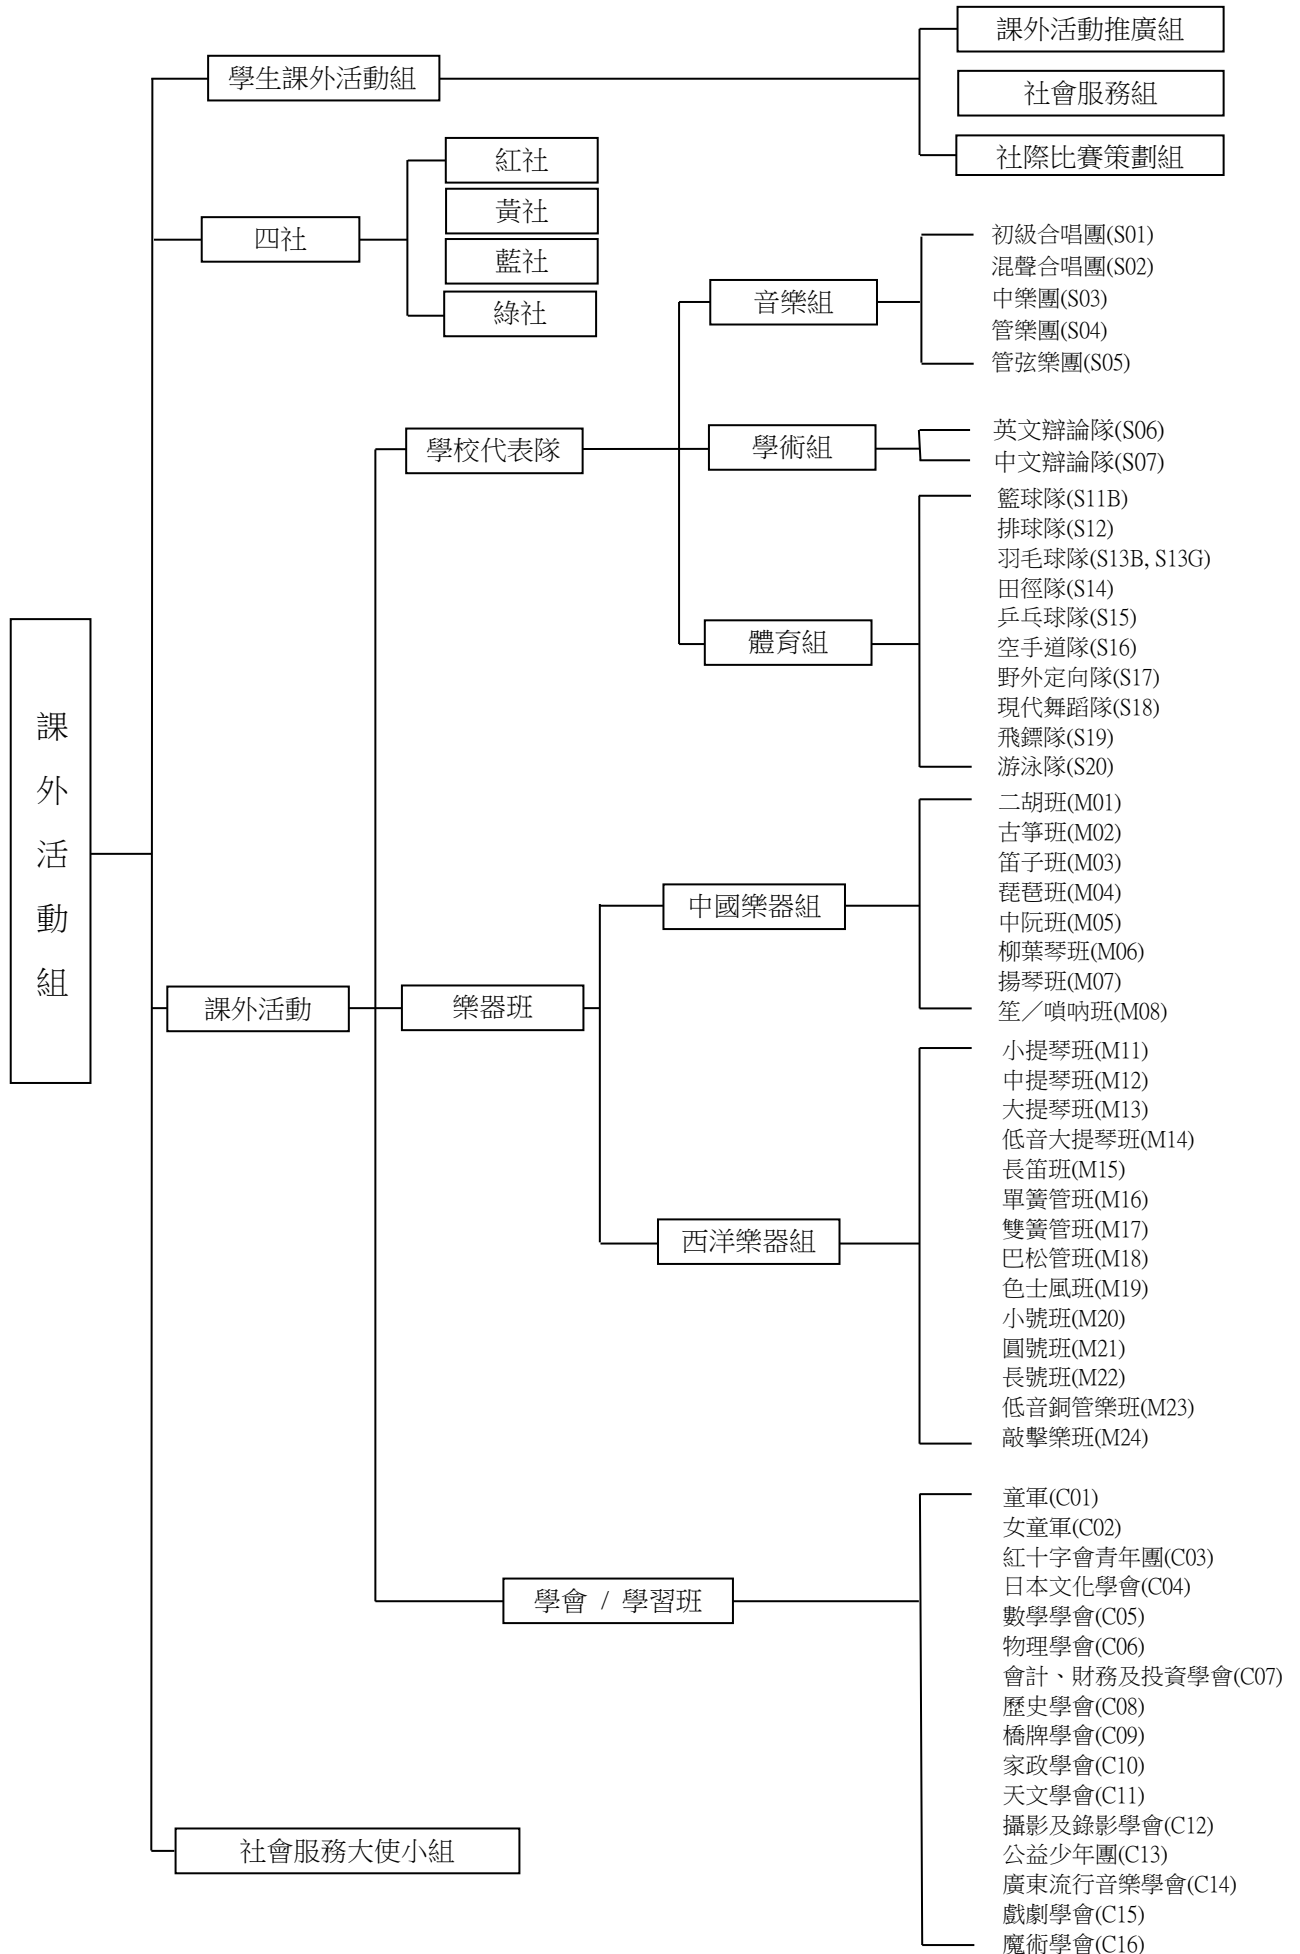 課外活動組
學生課外活動組
課外活動推廣組
社會服務組
社際比賽策劃組
四社
紅社
黃社
藍社
綠社
課外活動
學校代表隊
音樂組
初級合唱團(S01)
混聲合唱團(S02)
中樂團(S03)
管樂團(S04)
管弦樂團(S05)
學術組
英文辯論隊(S06)
中文辯論隊(S07)
體育組
籃球隊(S11B)
排球隊(S12)
羽毛球隊(S13B, S13G)
田徑隊(S14)
乒乓球隊(S15)
空手道隊(S16)
野外定向隊(S17)
現代舞蹈隊(S18)
飛鏢隊(S19)
游泳隊(S20)
樂器班
中國樂器組
二胡班(M01)
古箏班(M02)
笛子班(M03)
琵琶班(M04)
中阮班(M05)
柳葉琴班(M06)
揚琴班(M07)
笙／嗩吶班(M08)
西洋樂器組
小提琴班(M11)
中提琴班(M12)
大提琴班(M13)
低音大提琴班(M14)
長笛班(M15)
單簧管班(M16)
雙簧管班(M17)
巴松管班(M18)
色士風班(M19)
小號班(M20)
圓號班(M21)
長號班(M22)
低音銅管樂班(M23)
敲擊樂班(M24)
學會 / 學習班
童軍(C01)
女童軍(C02)
紅十字會青年團(C03)
日本文化學會(C04)
數學學會(C05)
物理學會(C06)
會計、財務及投資學會(C07)
歷史學會(C08)
橋牌學會(C09)
家政學會(C10)
天文學會(C11)
攝影及錄影學會(C12)
公益少年團(C13)
廣東流行音樂學會(C14)
戲劇學會(C15)
魔術學會(C16)
社會服務大使小組